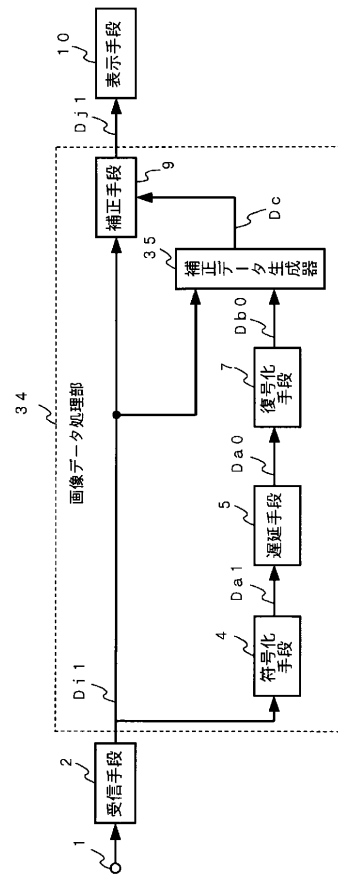 34
画像データ処理部
1
2
受信手段
Di1
4
符号化
手段
Da1
5
遅延手段
Da0
7
復号化
手段
Db0
35
補正データ生成器
Dc
9
補正手段
Dj1
10
表示手段